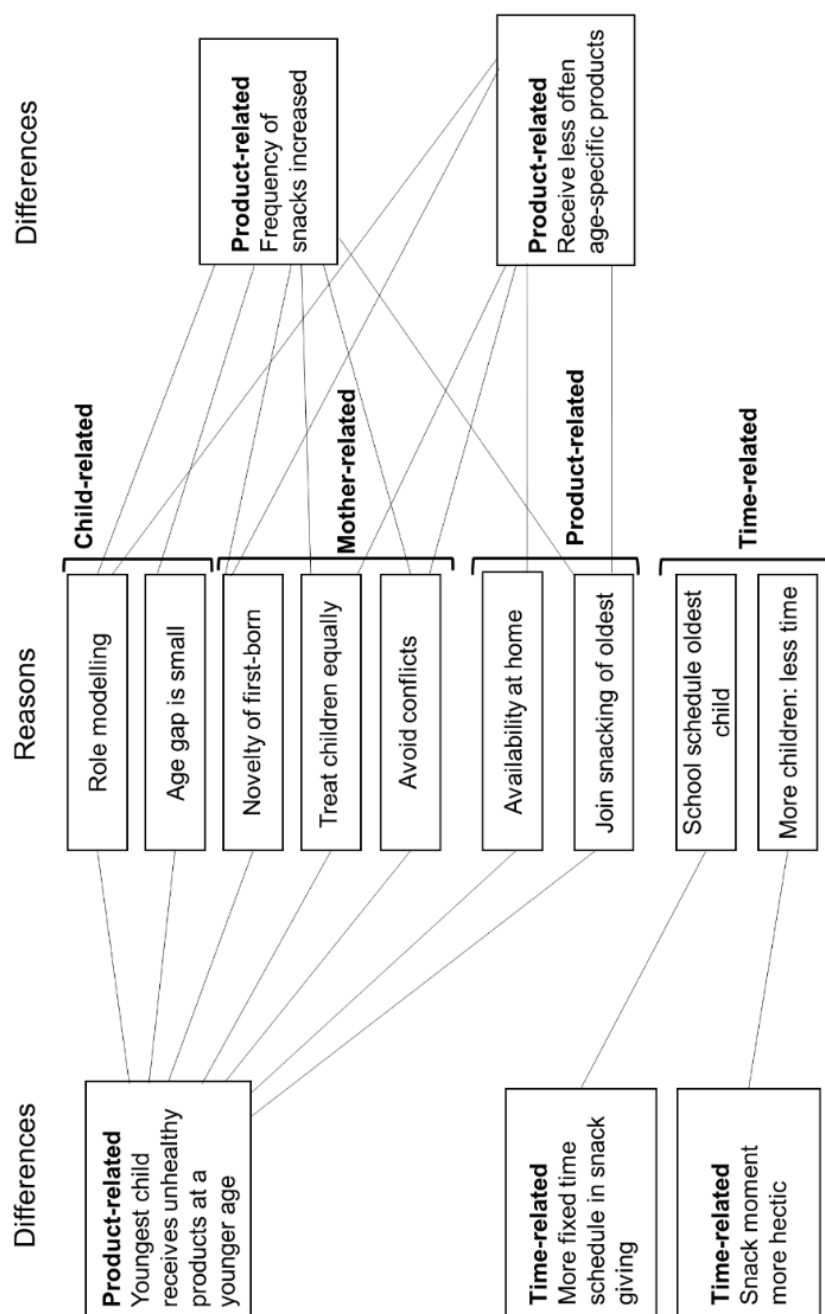 Differences
Product-related
Youngest child
receives unhealthy
products at a
younger age
Time-related
More fixed time
schedule in snack
giving
Time-related
Snack moment
more hectic
Reasons
Role modelling
Age gap is small
Novelty of first-born
Treat children equally
Avoid conflicts
Availability at home
Join snacking of oldest
School schedule oldest
child
More children: less time
Child-related
Mother-related
Product-related
Time-related
Differences
Product-related
Frequency of
snacks increased
Product-related
Receive less often
age-specific products